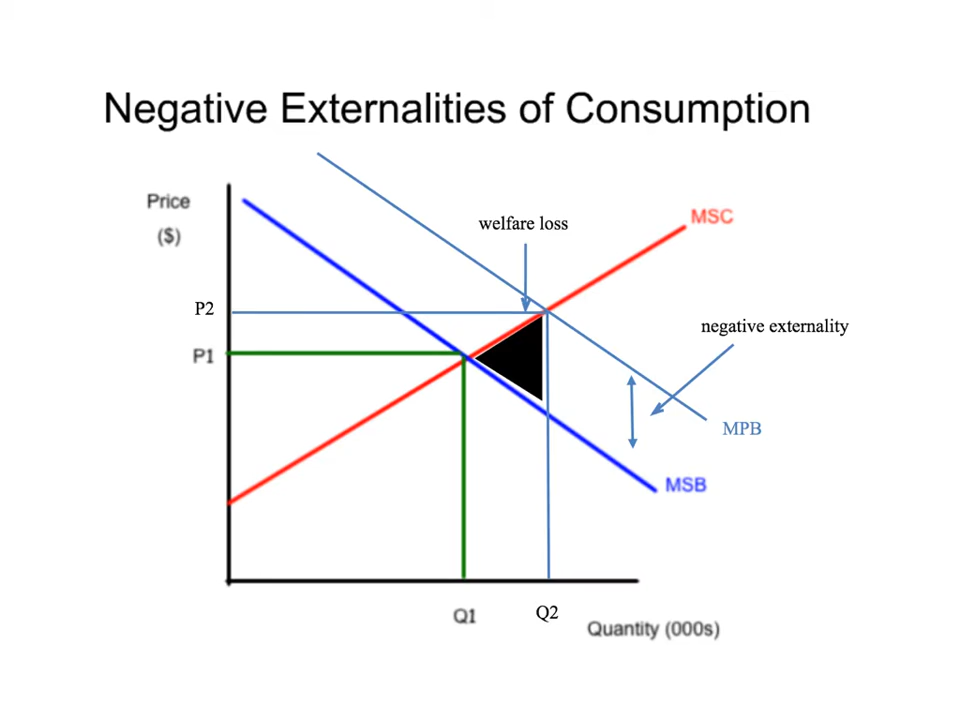 Negative Externalities of Consumption
Price
($)
welfare loss
MSC
P2
negative externality
P1
MPB
MSB
Q1
Q2
Quantity (000s)